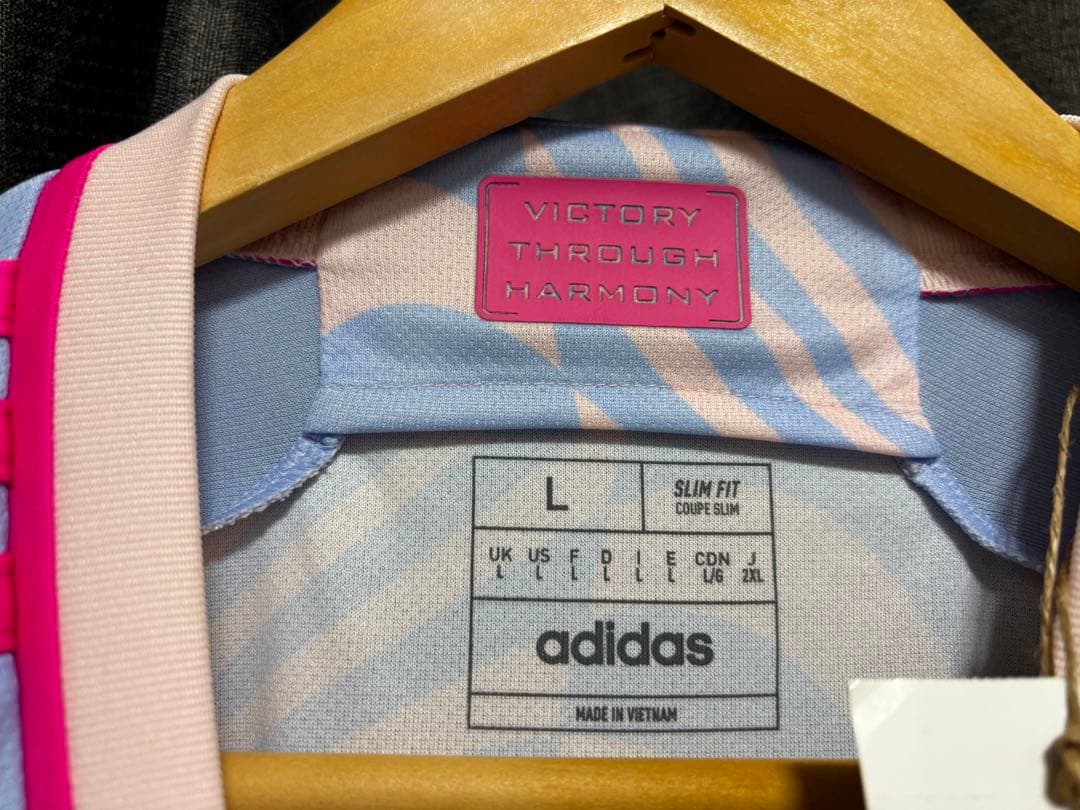 VICTORY
THROUGH
HARMONY
L
SLIM FIT
COUPE SLIM
UK US F D I E CDN J
L L L L L L L/G 2XL
adidas
MADE IN VIETNAM